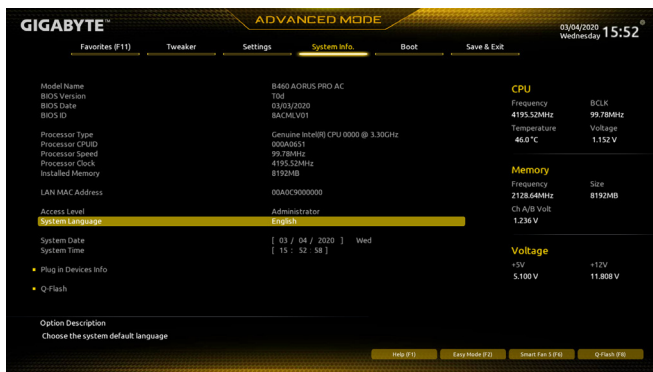 GIGABYTE™
ADVANCED MODE
03/04/2020 Wednesday 15:52
Favorites (F11) Tweaker Settings System Info. Boot Save & Exit
Model Name B460 AORUS PRO AC
BIOS Version T0d
BIOS Date 03/03/2020
BIOS ID 8ACMLV01
Processor Type Genuine Intel(R) CPU 0000 @ 3.30GHz
Processor CPUID 000A0651
Processor Speed 99.78MHz
Processor Clock 4195.52MHz
Installed Memory 8192MB
LAN MAC Address 00A0C9000000
Access Level Administrator
System Language English
System Date [ 03 / 04 / 2020 ] Wed
System Time [ 15 : 52 : 58 ]
Plug in Devices Info
Q-Flash
CPU
Frequency BCLK
4195.52MHz 99.78MHz
Temperature Voltage
46.0 °C 1.152 V
Memory
Frequency Size
2128.64MHz 8192MB
Ch A/B Volt
1.236 V
Voltage
+5V +12V
5.100 V 11.808 V
Option Description
Choose the system default language
Help (F1) Easy Mode (F2) Smart Fan 5 (F6) Q-Flash (F8)